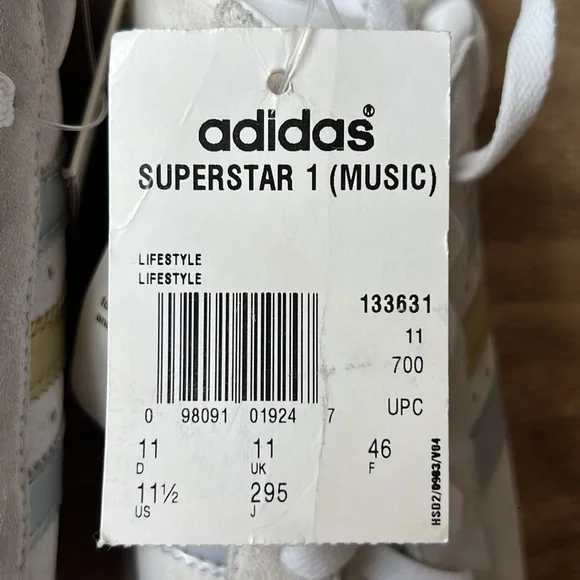 adidas®
SUPERSTAR 1 (MUSIC)
LIFESTYLE
LIFESTYLE
133631
11
700
0 98091 01924 7
UPC
11 11 46
D UK F
11½ 295
US J